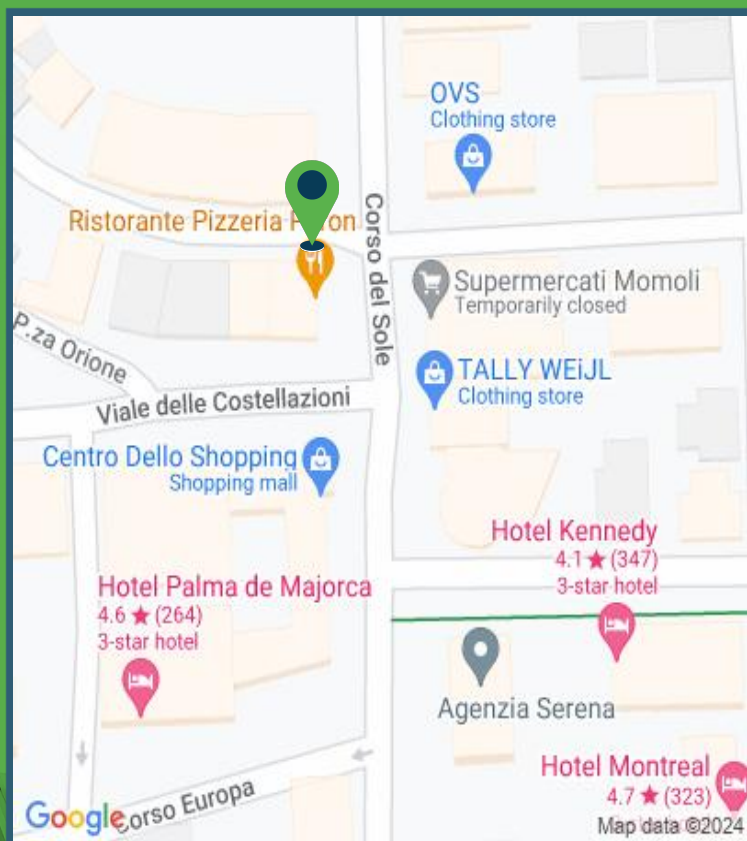 OVS
Clothing store
Ristorante Pizzeria
Corso del Sole
Supermercati Momoli
Temporarily closed
P.za Orione
TALLY WEiJL
Clothing store
Viale delle Costellazioni
Centro Dello Shopping
Shopping mall
Hotel Kennedy
4.1 ★ (347)
3-star hotel
Hotel Palma de Majorca
4.6 ★ (264)
3-star hotel
Agenzia Serena
Hotel Montreal
4.7 ★ (323)
Corso Europa
Google
Map data ©2024